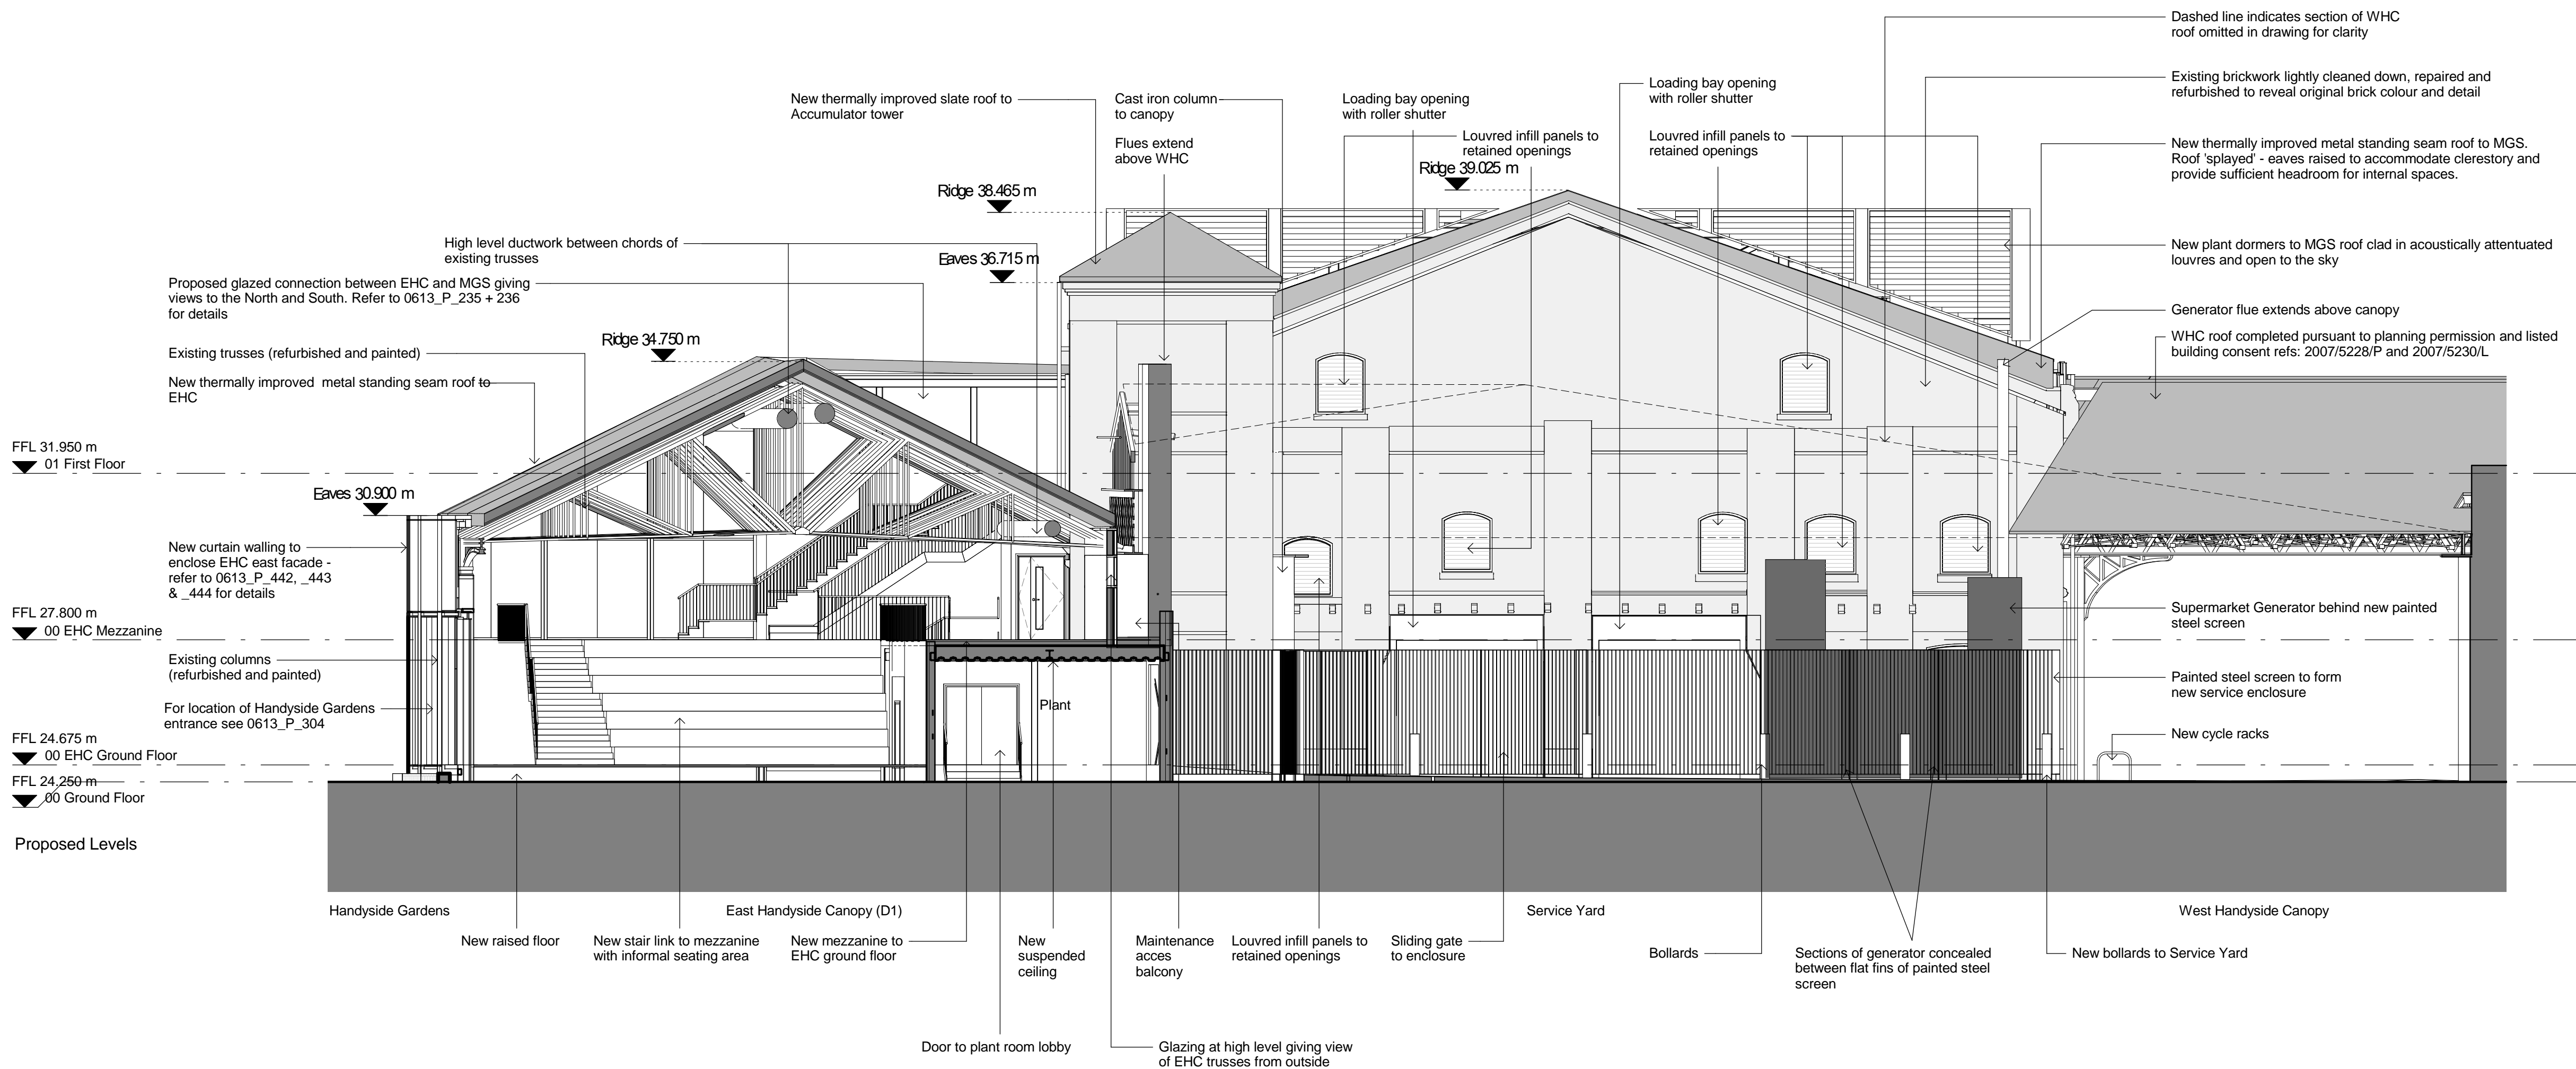 Dashed line indicates section of WHC
roof omitted in drawing for clarity
Existing brickwork lightly cleaned down, repaired and
refurbished to reveal original brick colour and detail
New thermally improved metal standing seam roof to MGS.
Roof 'splayed' - eaves raised to accommodate clerestory and
provide sufficient headroom for internal spaces.
New plant dormers to MGS roof clad in acoustically attentuated
louvres and open to the sky
Generator flue extends above canopy
WHC roof completed pursuant to planning permission and listed
building consent refs: 2007/5228/P and 2007/5230/L
Supermarket Generator behind new painted
steel screen
Painted steel screen to form
new service enclosure
New cycle racks
New thermally improved slate roof to
Accumulator tower
Cast iron column
to canopy
Flues extend
above WHC
Loading bay opening
with roller shutter
Louvred infill panels to
retained openings
Loading bay opening
with roller shutter
Louvred infill panels to
retained openings
Ridge 39.025 m
Ridge 38.465 m
Eaves 36.715 m
High level ductwork between chords of
existing trusses
Proposed glazed connection between EHC and MGS giving
views to the North and South. Refer to 0613_P_235 + 236
for details
Ridge 34.750 m
Existing trusses (refurbished and painted)
New thermally improved metal standing seam roof to
EHC
FFL 31.950 m
01 First Floor
Eaves 30.900 m
New curtain walling to
enclose EHC east facade -
refer to 0613_P_442, _443
& _444 for details
FFL 27.800 m
00 EHC Mezzanine
Existing columns
(refurbished and painted)
For location of Handyside Gardens
entrance see 0613_P_304
FFL 24.675 m
00 EHC Ground Floor
FFL 24.250 m
00 Ground Floor
Proposed Levels
Plant
Handyside Gardens
East Handyside Canopy (D1)
Service Yard
West Handyside Canopy
New raised floor
New stair link to mezzanine
with informal seating area
New mezzanine to
EHC ground floor
New
suspended
ceiling
Maintenance
acces
balcony
Louvred infill panels to
retained openings
Sliding gate
to enclosure
Bollards
Sections of generator concealed
between flat fins of painted steel
screen
New bollards to Service Yard
Door to plant room lobby
Glazing at high level giving view
of EHC trusses from outside